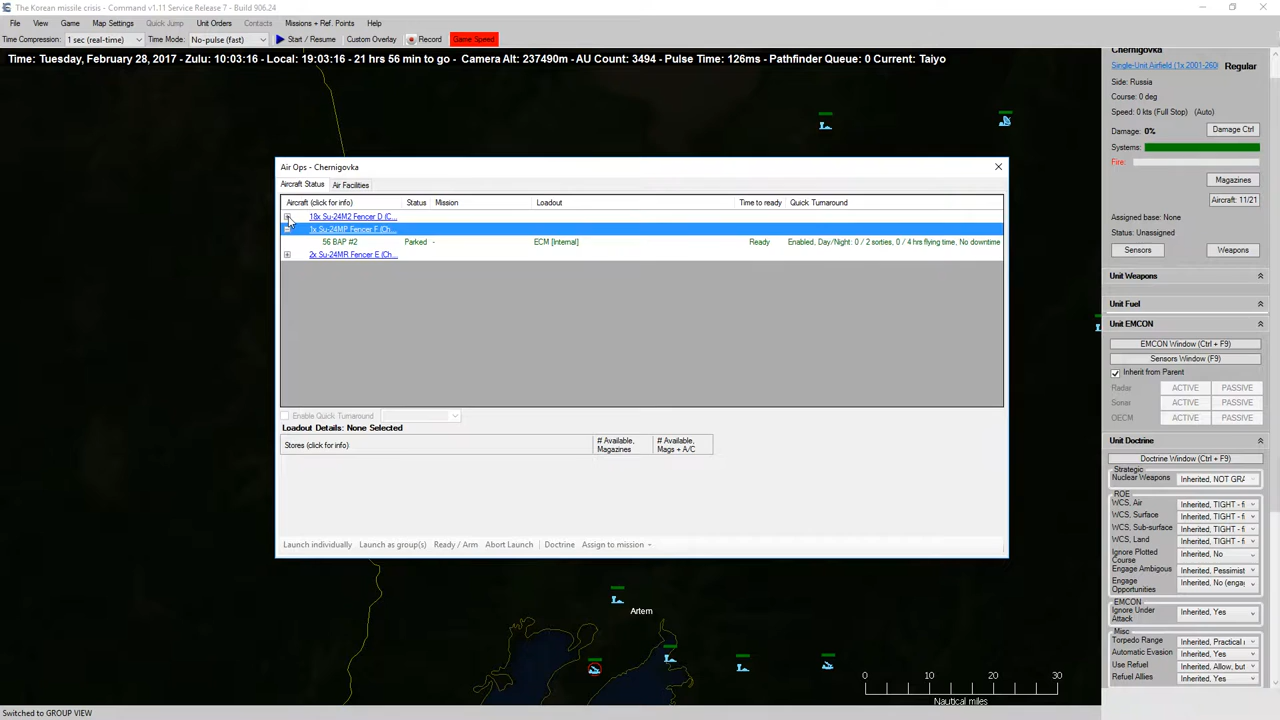 The Korean missile crisis - Command v1.11 Service Release 7 - Build 906.24
File View Game Map Settings Quick Jump Unit Orders Contacts Missions + Ref. Points Help
Time Compression: 1 sec (real-time) Time Mode: No-pulse (fast) Start / Resume Custom Overlay Record Game Speed
Time: Tuesday, February 28, 2017 - Zulu: 10:03:16 - Local: 19:03:16 - 21 hrs 56 min to go - Camera Alt: 237490m - AU Count: 3494 - Pulse Time: 126ms - Pathfinder Queue: 0 Current: Taiyo
Air Ops - Chernigovka
Aircraft Status Air Facilities
Aircraft (click for info) Status Mission Loadout Time to ready Quick Turnaround
18x Su-24M2 Fencer D (C...
1x Su-24MP Fencer F (Ch...
56 BAP #2 Parked - ECM [Internal] Ready Enabled, Day/Night: 0 / 2 sorties, 0 / 4 hrs flying time, No downtime
2x Su-24MR Fencer E (Ch...
Enable Quick Turnaround
Loadout Details: None Selected
Stores (click for info) # Available, Magazines # Available, Mags + A/C
Launch individually Launch as group(s) Ready / Arm Abort Launch Doctrine Assign to mission
Artem
0 10 20 30
Nautical miles
Switched to GROUP VIEW
Chernigovka
Single-Unit Airfield (1x 2001-260 Regular
Side: Russia
Course: 0 deg
Speed: 0 kts (Full Stop) (Auto)
Damage: 0% Damage Ctrl
Systems:
Fire:
Magazines
Aircraft: 11/21
Assigned base: None
Status: Unassigned
Sensors Weapons
Unit Weapons
Unit Fuel
Unit EMCON
EMCON Window (Ctrl + F9)
Sensors Window (F9)
Inherit from Parent
Radar ACTIVE PASSIVE
Sonar ACTIVE PASSIVE
OECM ACTIVE PASSIVE
Unit Doctrine
Doctrine Window (Ctrl + F9)
Strategic
Nuclear Weapons Inherited, NOT GRA
ROE
WCS, Air Inherited, TIGHT - fi
WCS, Surface Inherited, TIGHT - fi
WCS, Sub-surface Inherited, TIGHT - fi
WCS, Land Inherited, TIGHT - fi
Ignore Plotted Course Inherited, No
Engage Ambiguous Inherited, Pessimist
Engage Opportunities Inherited, No (engag
EMCON
Ignore Under Attack Inherited, Yes
Misc
Torpedo Range Inherited, Practical r
Automatic Evasion Inherited, Yes
Use Refuel Inherited, Allow, but
Refuel Allies Inherited, Yes